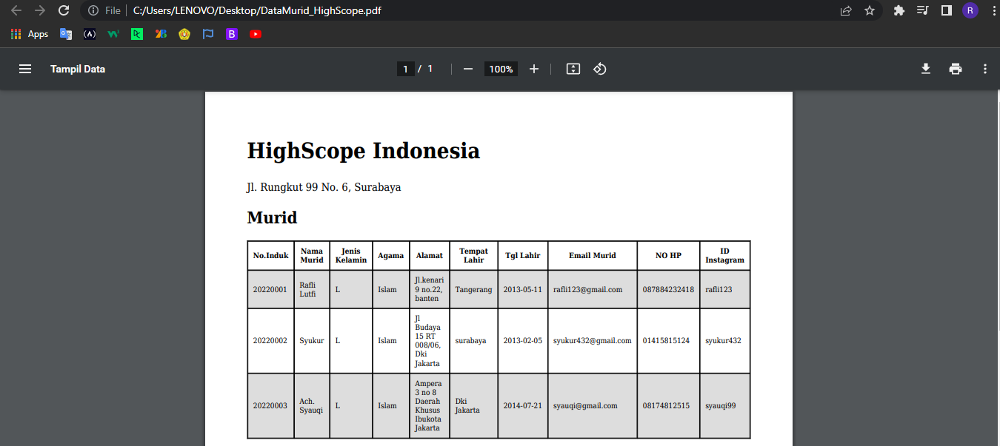 File C:/Users/LENOVO/Desktop/DataMurid_HighScope.pdf R
Apps B
Tampil Data 1 / 1 100%
HighScope Indonesia
Jl. Rungkut 99 No. 6, Surabaya
Murid
No.Induk Nama Murid Jenis Kelamin Agama Alamat Tempat Lahir Tgl Lahir Email Murid NO HP ID Instagram
20220001 Rafli Lutfi L Islam Jl.kenari 9 no.22, banten Tangerang 2013-05-11 rafli123@gmail.com 087884232418 rafli123
20220002 Syukur L Islam Jl Budaya 15 RT 008/06, Dki Jakarta surabaya 2013-02-05 syukur432@gmail.com 01415815124 syukur432
20220003 Ach. Syauqi L Islam Ampera 3 no 8 Daerah Khusus Ibukota Jakarta Dki Jakarta 2014-07-21 syauqi@gmail.com 08174812515 syauqi99